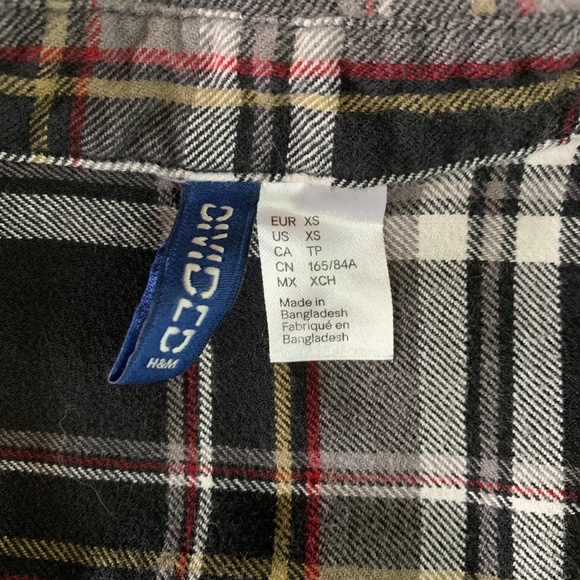 DIVIDED
H&M
EUR XS
US XS
CA TP
CN 165/84A
MX XCH
Made in
Bangladesh
Fabriqué en
Bangladesh